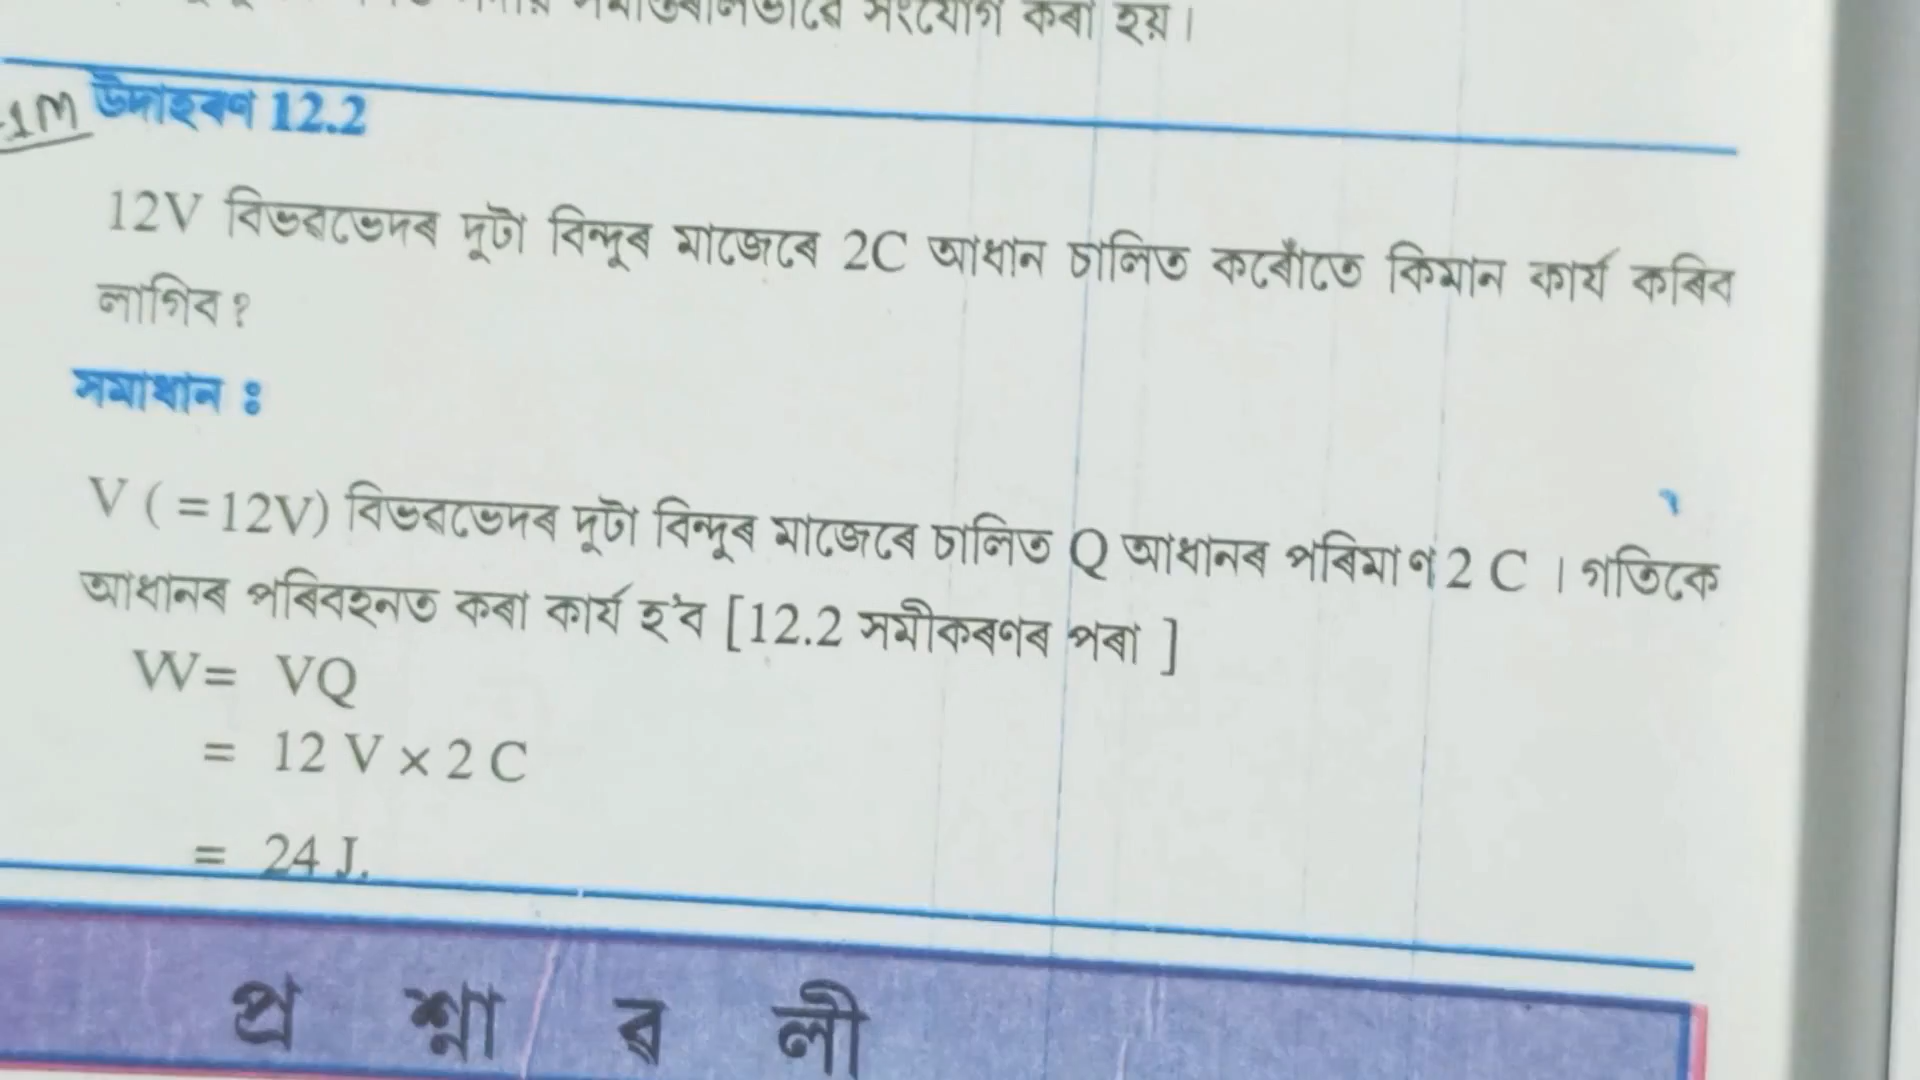 সমান্তৰালভাৱে সংযোগ কৰা হয়।
1M উদাহৰণ 12.2
12V বিভৱভেদৰ দুটা বিন্দুৰ মাজেৰে 2C আধান চালিত কৰোঁতে কিমান কাৰ্য কৰিব
লাগিব?
সমাধান :
V ( =12V) বিভৱভেদৰ দুটা বিন্দুৰ মাজেৰে চালিত Q আধানৰ পৰিমাণ 2 C । গতিকে
আধানৰ পৰিবহনত কৰা কাৰ্য হ'ব [12.2 সমীকৰণৰ পৰা ]
W= VQ
= 12 V × 2 C
= 24 J.
প্ৰ শ্না ৱ লী